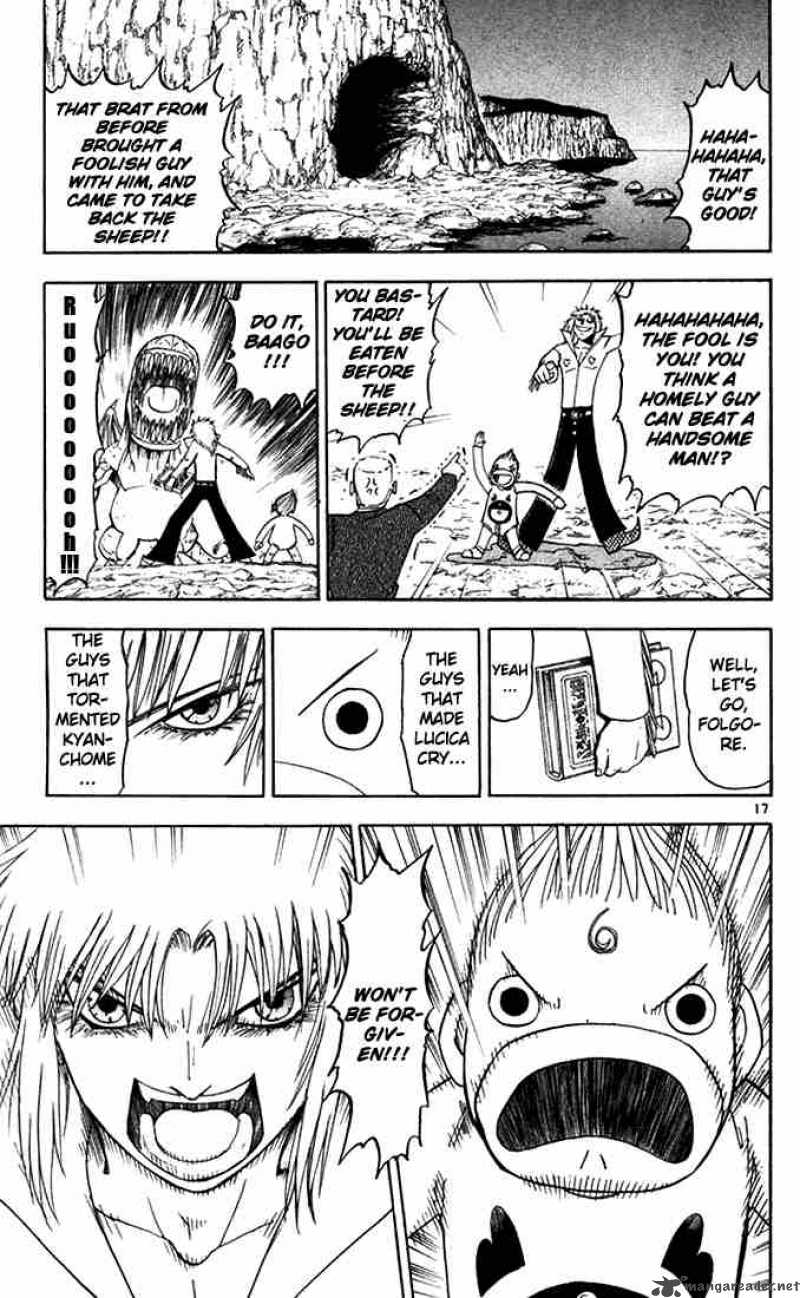 HAHA-
HAHAHA,
THAT
GUY'S
GOOD!
THAT BRAT FROM
BEFORE
BROUGHT A
FOOLISH GUY
WITH HIM, AND
CAME TO TAKE
BACK THE
SHEEP!!
HAHAHAHAHA,
THE FOOL IS
YOU! YOU
THINK A
HOMELY GUY
CAN BEAT A
HANDSOME
MAN!?
YOU BAS-
TARD!
YOU'LL BE
EATEN
BEFORE
THE
SHEEP!!
DO IT,
BAAGO
!!!
Ruooooooooh!!!
WELL,
LET'S
GO,
FOLGO-
RE.
YEAH
...
THE
GUYS
THAT
MADE
LUCICA
CRY...
THE
GUYS
THAT
TOR-
MENTED
KYAN-
CHOME
...
17
WON'T
BE FOR-
GIV-
EN!!!
mangareader.net